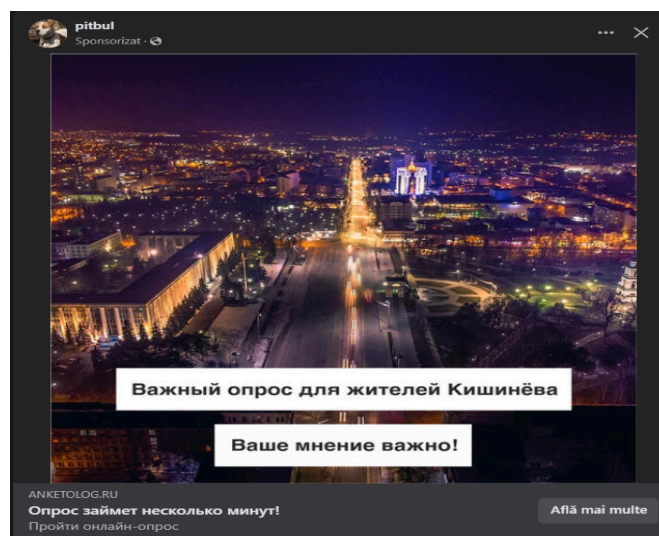 pitbul
Sponsorizat ·
Важный опрос для жителей Кишинёва
Ваше мнение важно!
ANKETOLOG.RU
Опрос займет несколько минут!
Află mai multe
Пройти онлайн-опрос